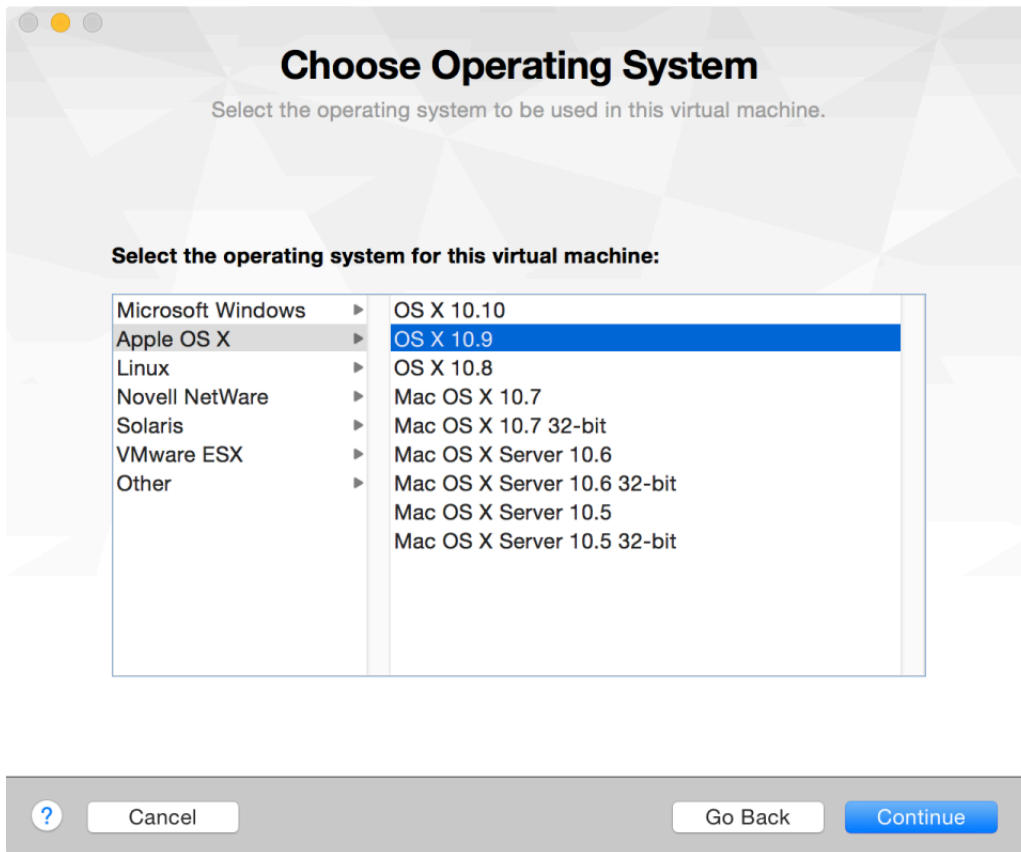 Choose Operating System
Select the operating system to be used in this virtual machine.
Select the operating system for this virtual machine:
Microsoft Windows
Apple OS X
Linux
Novell NetWare
Solaris
VMware ESX
Other
OS X 10.10
OS X 10.9
OS X 10.8
Mac OS X 10.7
Mac OS X 10.7 32-bit
Mac OS X Server 10.6
Mac OS X Server 10.6 32-bit
Mac OS X Server 10.5
Mac OS X Server 10.5 32-bit
? Cancel Go Back Continue